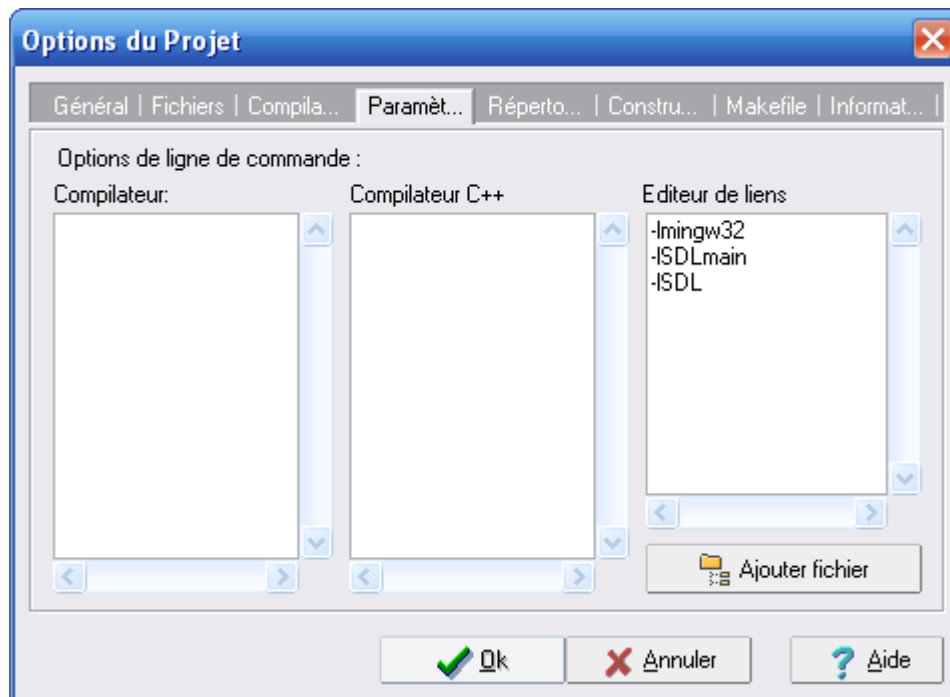 Options du Projet
Général | Fichiers | Compila... Paramèt... Réperto... | Constru... | Makefile | Informat... |
Options de ligne de commande :
Compilateur: Compilateur C++ Editeur de liens
-lmingw32
-lSDLmain
-lSDL
Ajouter fichier
Ok Annuler Aide